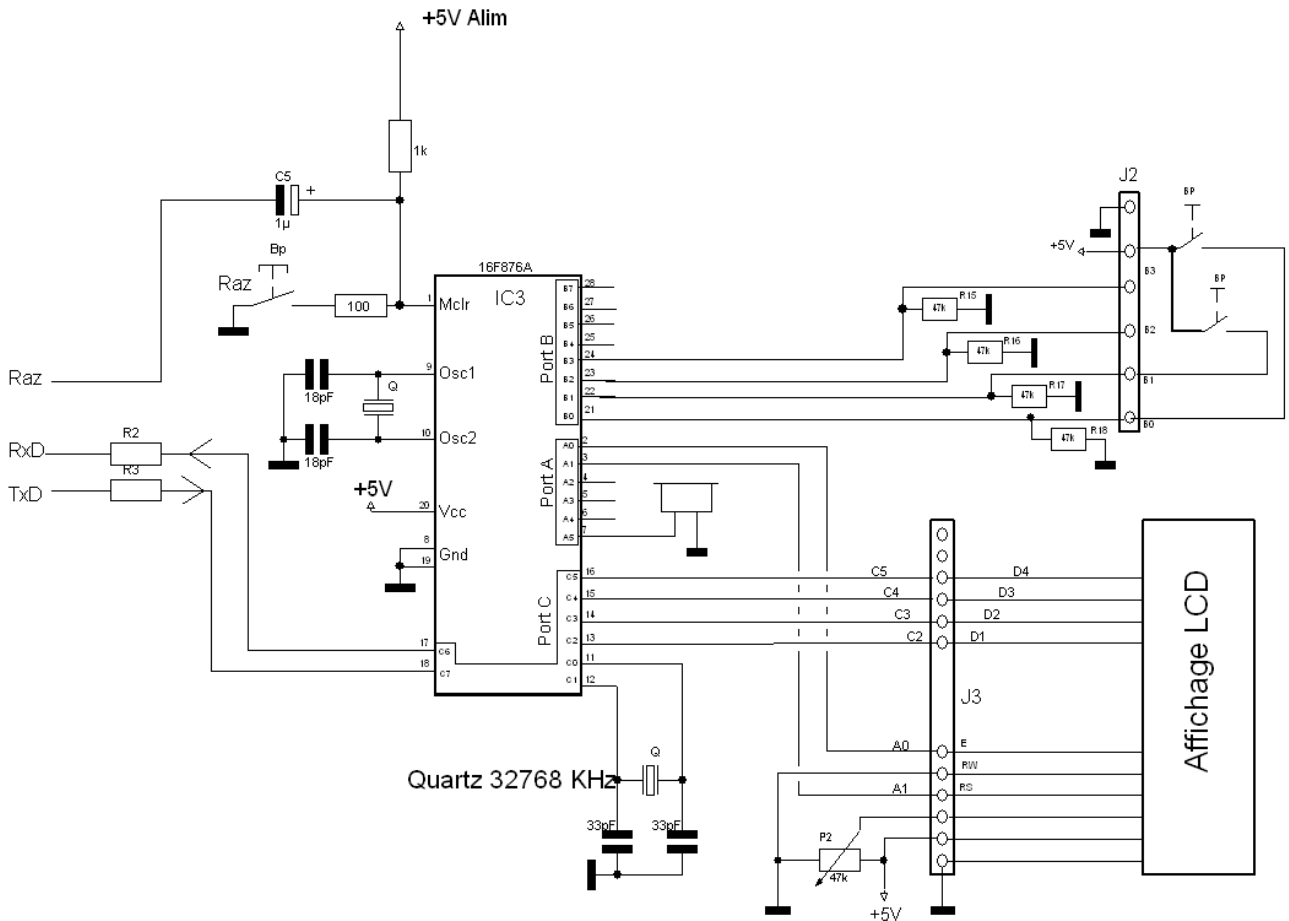 +5V Alim
1k
C5
+
1µ
Bp
Raz
100
Raz
RxD
R2
TxD
R3
16F876A
IC3
1
Mclr
9
Osc1
18pF
Q
10
Osc2
18pF
+5V
20
Vcc
8
Gnd
19
17
C6
18
C7
Port B
B7
28
B6
27
B5
26
B4
25
B3
24
B2
23
B1
22
B0
21
Port A
A0
2
A1
3
A2
4
A3
5
A4
6
A5
7
Port C
C5
16
C4
15
C3
14
C2
13
C0
11
C1
12
Quartz 32768 KHz
Q
33pF
33pF
47k
R15
47k
R16
47k
R17
47k
R18
J2
BP
+5V
B3
BP
B2
B1
B0
C5
D4
C4
D3
C3
D2
C2
D1
J3
A0
E
RW
A1
RS
P2
47k
+5V
Affichage LCD